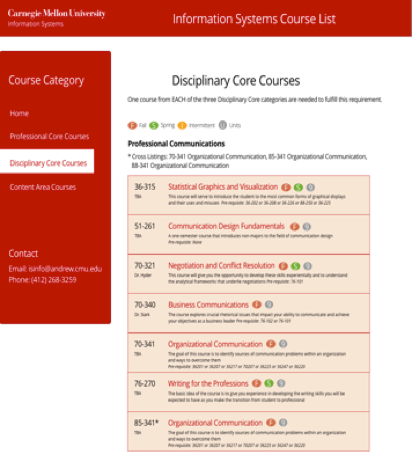 Carnegie Mellon University
Information Systems
Information Systems Course List
Course Category
Home
Professional Core Courses
Disciplinary Core Courses
Content Area Courses
Contact
Email: isinfo@andrew.cmu.edu
Phone: (412) 268-3259
Disciplinary Core Courses
One course from EACH of the three Disciplinary Core categories are needed to fulfill this requirement.
F Fall S Spring I Intermittent U Units
Professional Communications
* Cross Listings: 70-341 Organizational Communication, 85-341 Organizational Communication,
88-341 Organizational Communication
36-315 Statistical Graphics and Visualization F S 9
TBA This course will serve to introduce the student to the most common forms of graphical displays
and their uses and misuses. Pre-requisite: 36-202 or 36-208 or 36-226 or 88-250 or 36-225
51-261 Communication Design Fundamentals F 9
TBA A one-semester course that introduces non-majors to the field of communication design
Pre-requisite: None
70-321 Negotiation and Conflict Resolution F S 9
Dr. Hyder This course will give you the opportunity to develop these skills experientially and to understand
the analytical frameworks that underlie negotiations Pre-requisite: 76-101
70-340 Business Communications F 9
Dr. Stark The course explores crucial rhetorical issues that impact your ability to communicate and achieve
your objectives as a business leader Pre-requisite: 76-102 or 76-101
70-341 Organizational Communication F 9
TBA The goal of this course is to identify sources of communication problems within an organization
and ways to overcome them
Pre-requisite: 36201 or 36207 or 36217 or 70207 or 36225 or 36247 or 36220
76-270 Writing for the Professions F S 9
TBA The basic idea of the course is to give you experience in developing the writing skills you will be
expected to have as you make the transition from student to professional
85-341* Organizational Communication F 9
TBA The goal of this course is to identify sources of communication problems within an organization
and ways to overcome them
Pre-requisite: 36201 or 36207 or 36217 or 70207 or 36225 or 36247 or 36220